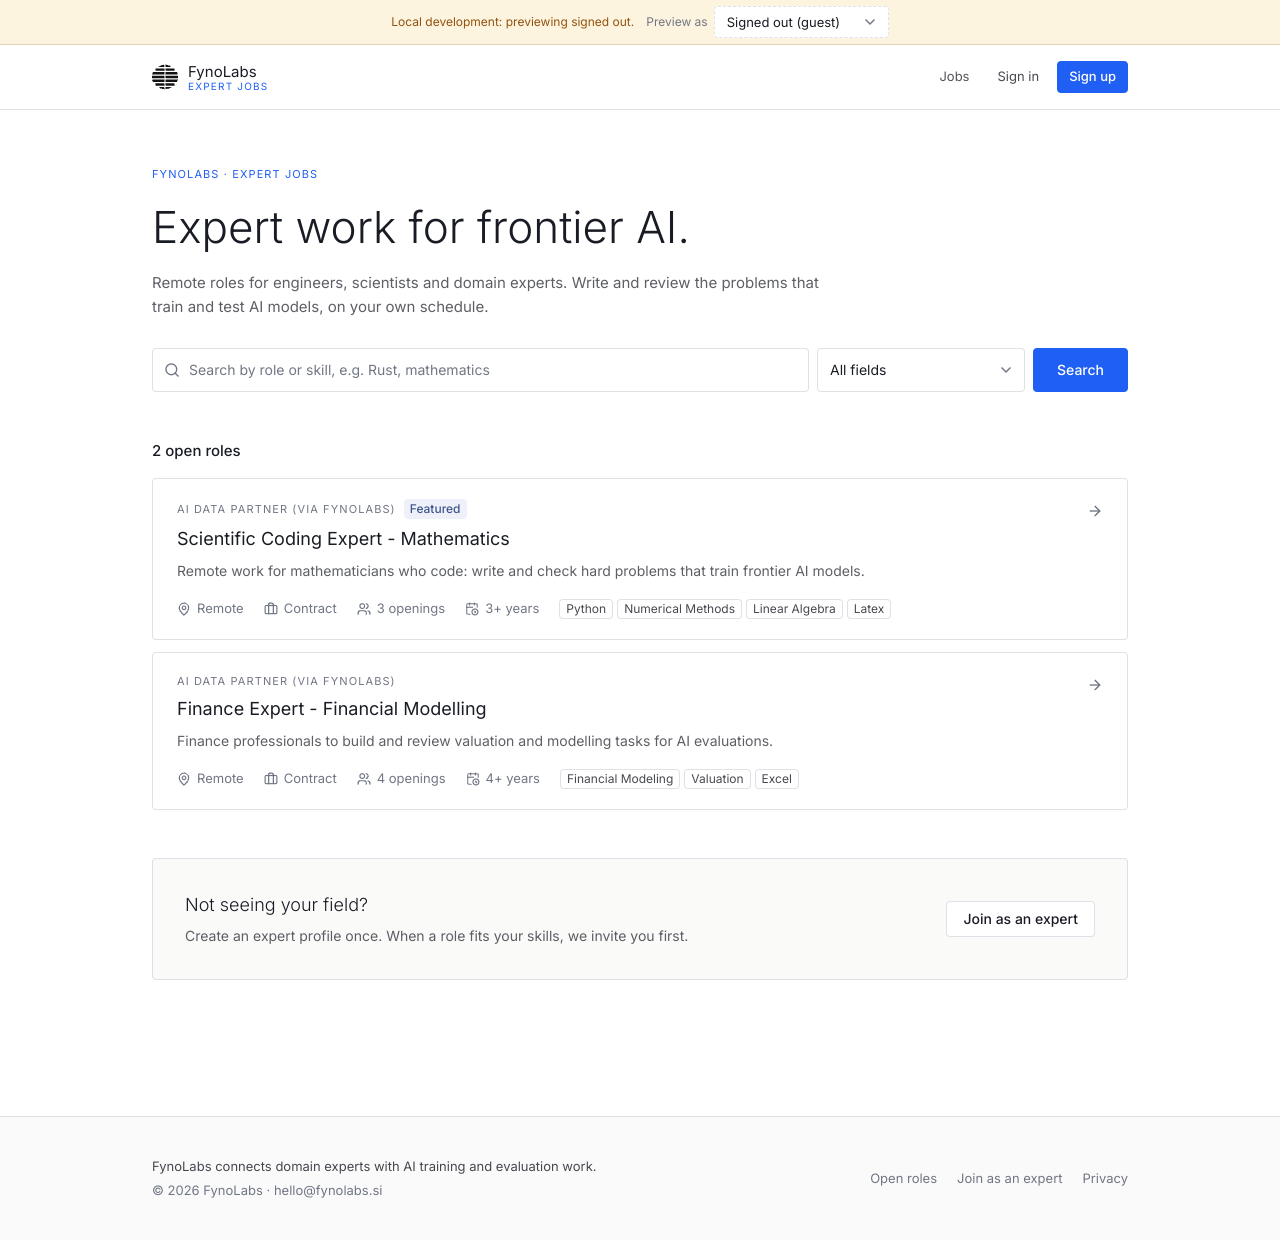 Local development: previewing signed out. Preview as Signed out (guest)
FynoLabs
EXPERT JOBS
Jobs Sign in Sign up
FYNOLABS · EXPERT JOBS
Expert work for frontier AI.
Remote roles for engineers, scientists and domain experts. Write and review the problems that
train and test AI models, on your own schedule.
Search by role or skill, e.g. Rust, mathematics All fields Search
2 open roles
AI DATA PARTNER (VIA FYNOLABS) Featured
Scientific Coding Expert - Mathematics
Remote work for mathematicians who code: write and check hard problems that train frontier AI models.
Remote Contract 3 openings 3+ years Python Numerical Methods Linear Algebra Latex
AI DATA PARTNER (VIA FYNOLABS)
Finance Expert - Financial Modelling
Finance professionals to build and review valuation and modelling tasks for AI evaluations.
Remote Contract 4 openings 4+ years Financial Modeling Valuation Excel
Not seeing your field?
Create an expert profile once. When a role fits your skills, we invite you first.
Join as an expert
FynoLabs connects domain experts with AI training and evaluation work.
© 2026 FynoLabs · hello@fynolabs.si
Open roles Join as an expert Privacy